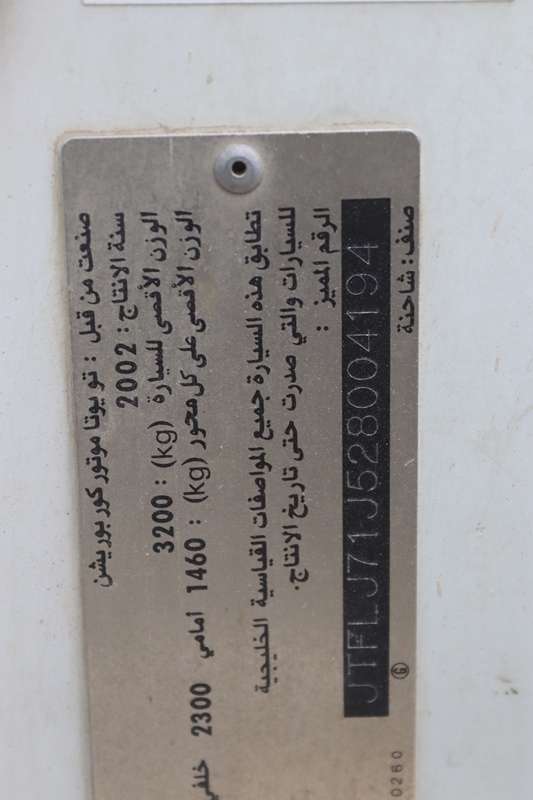 صنعت من قبل : تويوتا موتور كوربوريشن
سنة الانتاج : 2002
الوزن الأقصى للسيارة (kg) : 3200
الوزن الأقصى على كل محور (kg) : 1460 امامي 2300 خلفي
تطابق هذه السيارة جميع المواصفات القياسية الخليجية
للسيارات والتي صدرت حتى تاريخ الانتاج.
الرقم المميز :
JTFLJ71J528004194
صنف : شاحنة
G
0260